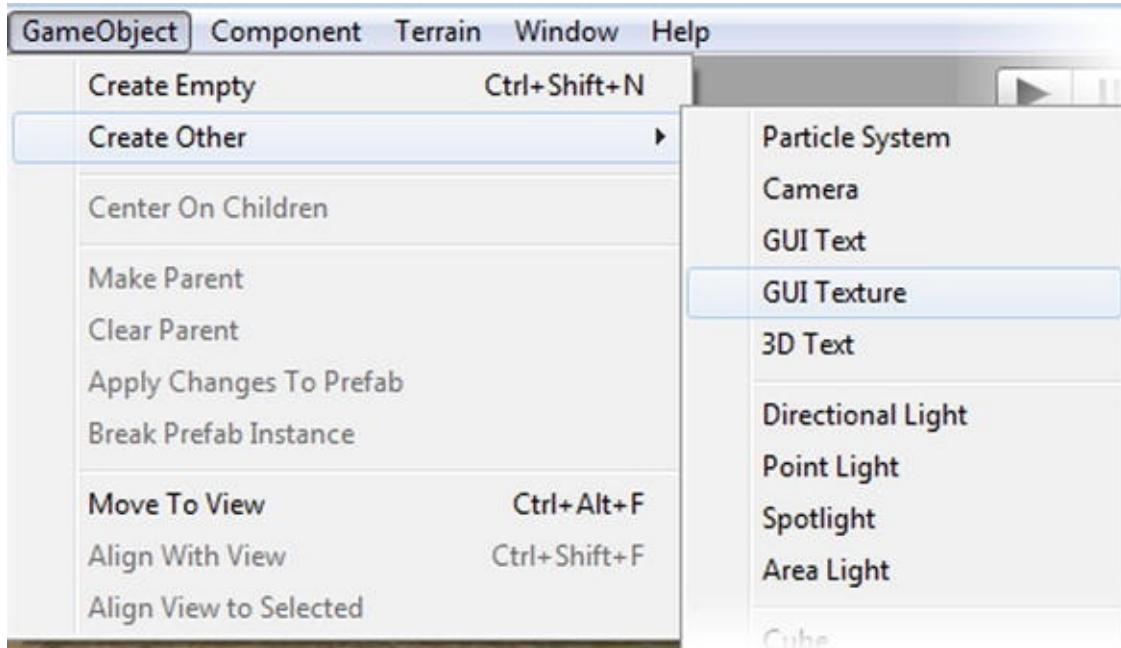 GameObject Component Terrain Window Help
Create Empty Ctrl+Shift+N
Create Other
Center On Children
Make Parent
Clear Parent
Apply Changes To Prefab
Break Prefab Instance
Move To View Ctrl+Alt+F
Align With View Ctrl+Shift+F
Align View to Selected
Particle System
Camera
GUI Text
GUI Texture
3D Text
Directional Light
Point Light
Spotlight
Area Light
Cube